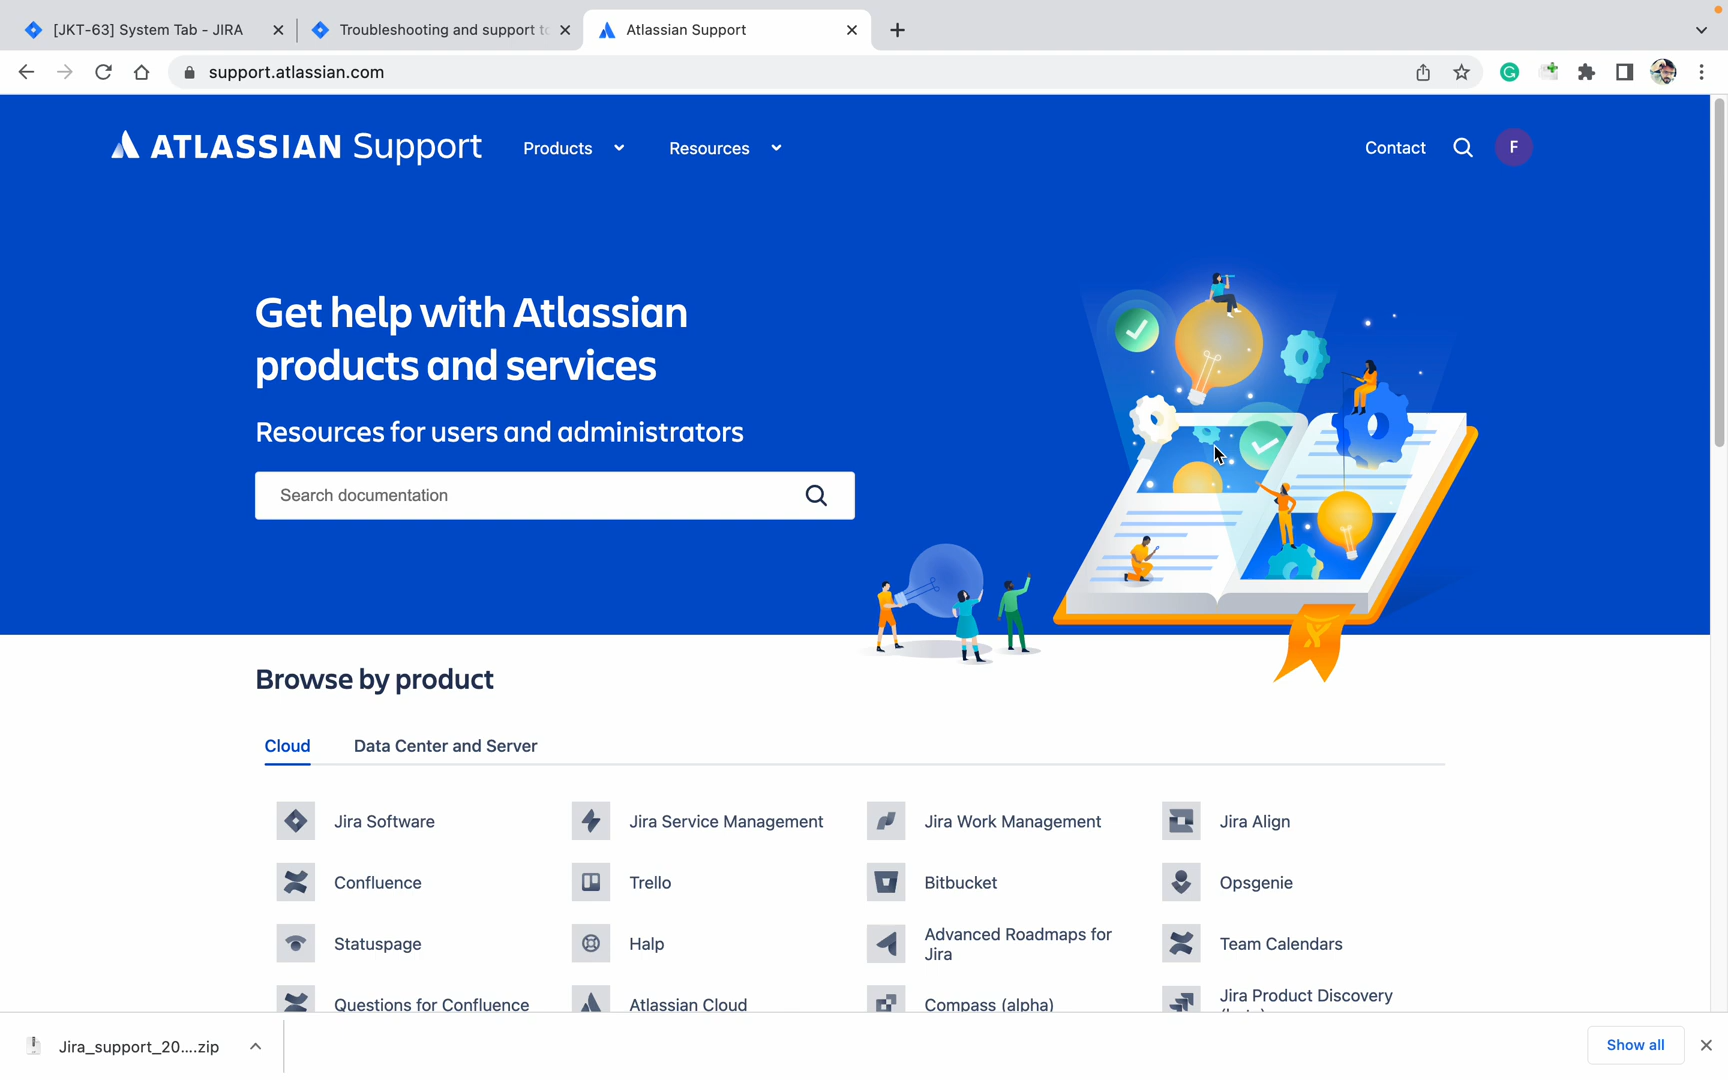 [JKT-63] System Tab - JIRA
Troubleshooting and support to
Atlassian Support
support.atlassian.com
ATLASSIAN Support
Products
Resources
Contact
F
Get help with Atlassian
products and services
Resources for users and administrators
Search documentation
Browse by product
Cloud
Data Center and Server
Jira Software
Jira Service Management
Jira Work Management
Jira Align
Confluence
Trello
Bitbucket
Opsgenie
Statuspage
Halp
Advanced Roadmaps for
Jira
Team Calendars
Questions for Confluence
Atlassian Cloud
Compass (alpha)
Jira Product Discovery
Jira_support_20....zip
Show all